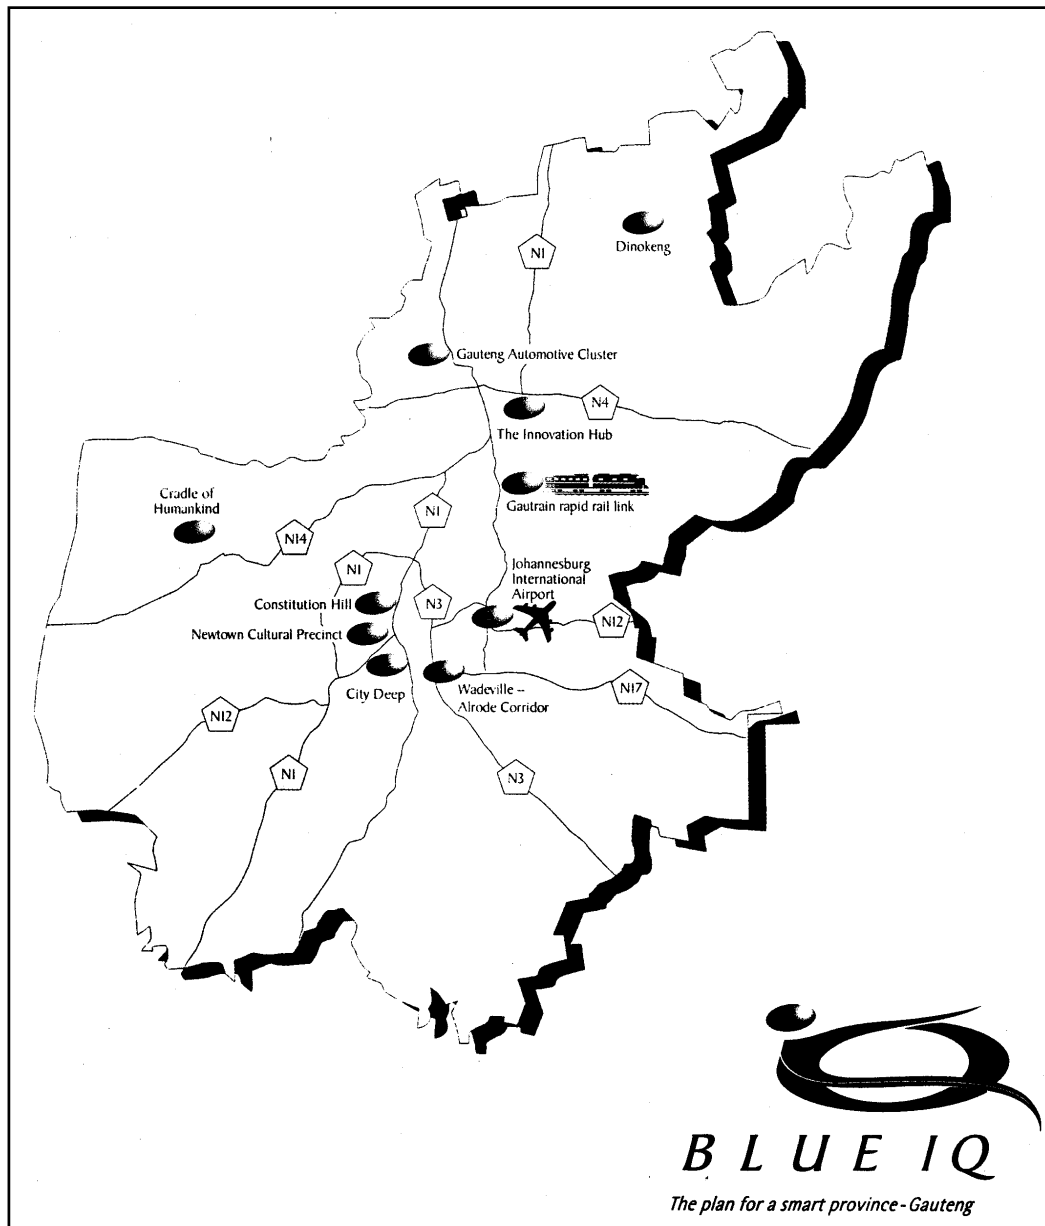 Dinokeng
N1
Gauteng Automotive Cluster
N4
The Innovation Hub
Gautrain rapid rail link
Cradle of
Humankind
N1
N14
N1
Johannesburg
International
Airport
Constitution Hill
N3
Newtown Cultural Precinct
N12
City Deep
Wadeville –
Alrode Corridor
N17
N12
N1
N3
BLUE IQ
The plan for a smart province - Gauteng